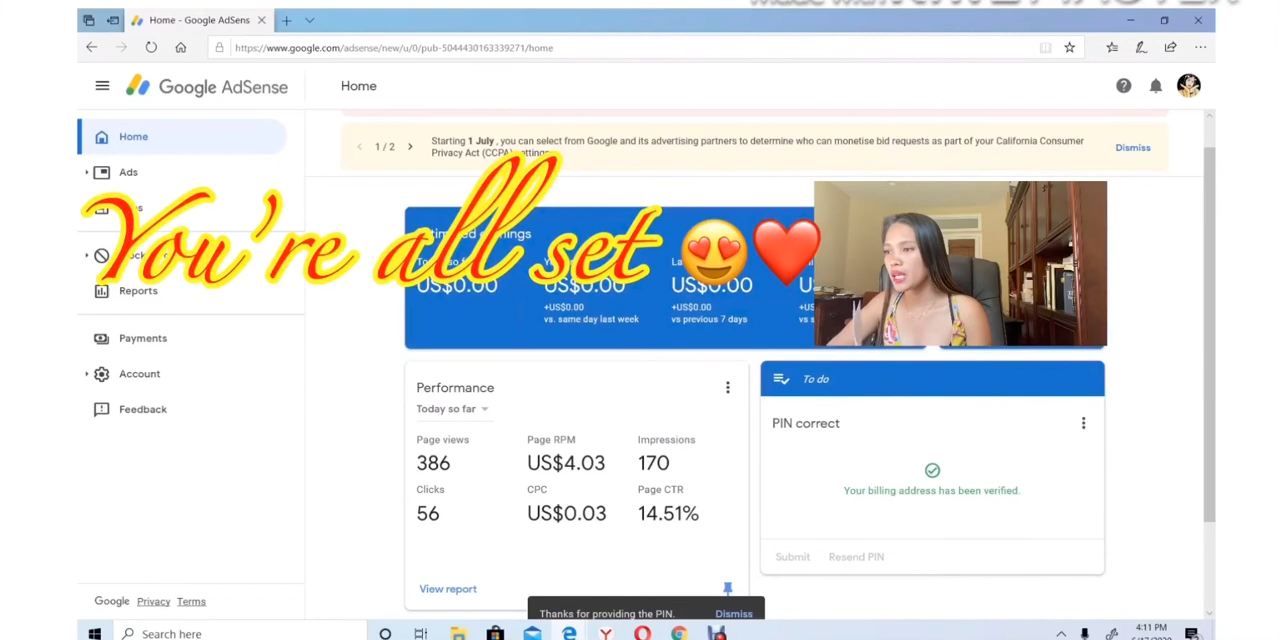 Home - Google AdSens
https://www.google.com/adsense/new/u/0/pub-5044430163339271/home
Google AdSense
Home
Home
1 / 2
Starting 1 July , you can select from Google and its advertising partners to determine who can monetise bid requests as part of your California Consumer
Privacy Act (CCPA) settings.
Dismiss
Ads
You're all set 😍❤️
US$0.00
US$0.00
US$0.00
+US$0.00
+US$0.00
vs. same day last week
vs previous 7 days
Reports
Payments
Account
Feedback
Performance
Today so far
Page views
Page RPM
Impressions
386
US$4.03
170
Clicks
CPC
Page CTR
56
US$0.03
14.51%
View report
To do
PIN correct
Your billing address has been verified.
Submit
Resend PIN
Thanks for providing the PIN.
Dismiss
Google
Privacy
Terms
Search here
4:11 PM